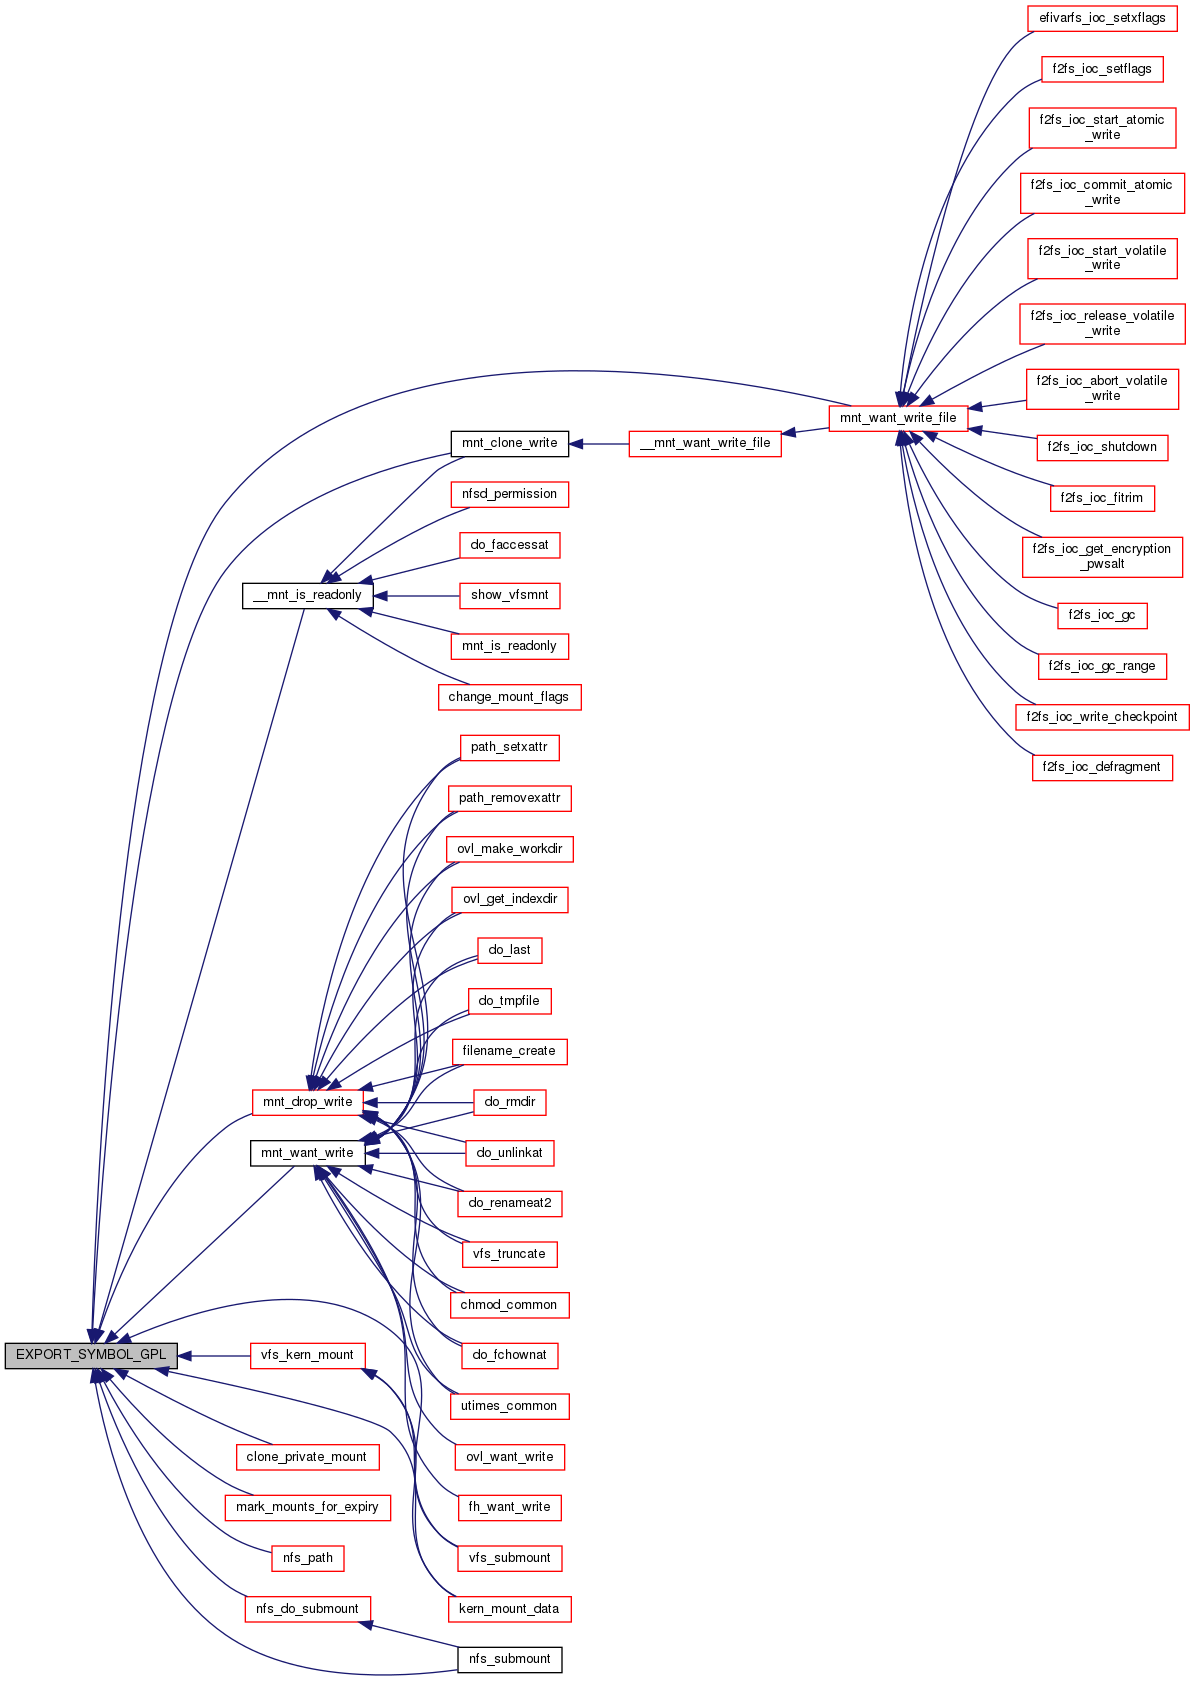 efivarfs_ioc_setxflags
f2fs_ioc_setflags
f2fs_ioc_start_atomic
_write
f2fs_ioc_commit_atomic
_write
f2fs_ioc_start_volatile
_write
f2fs_ioc_release_volatile
_write
f2fs_ioc_abort_volatile
_write
mnt_want_write_file
mnt_clone_write
__mnt_want_write_file
f2fs_ioc_shutdown
nfsd_permission
f2fs_ioc_fitrim
do_faccessat
f2fs_ioc_get_encryption
_pwsalt
__mnt_is_readonly
show_vfsmnt
f2fs_ioc_gc
mnt_is_readonly
f2fs_ioc_gc_range
change_mount_flags
f2fs_ioc_write_checkpoint
path_setxattr
f2fs_ioc_defragment
path_removexattr
ovl_make_workdir
ovl_get_indexdir
do_last
do_tmpfile
filename_create
mnt_drop_write
do_rmdir
mnt_want_write
do_unlinkat
do_renameat2
vfs_truncate
chmod_common
EXPORT_SYMBOL_GPL
vfs_kern_mount
do_fchownat
utimes_common
clone_private_mount
ovl_want_write
mark_mounts_for_expiry
fh_want_write
nfs_path
vfs_submount
nfs_do_submount
kern_mount_data
nfs_submount